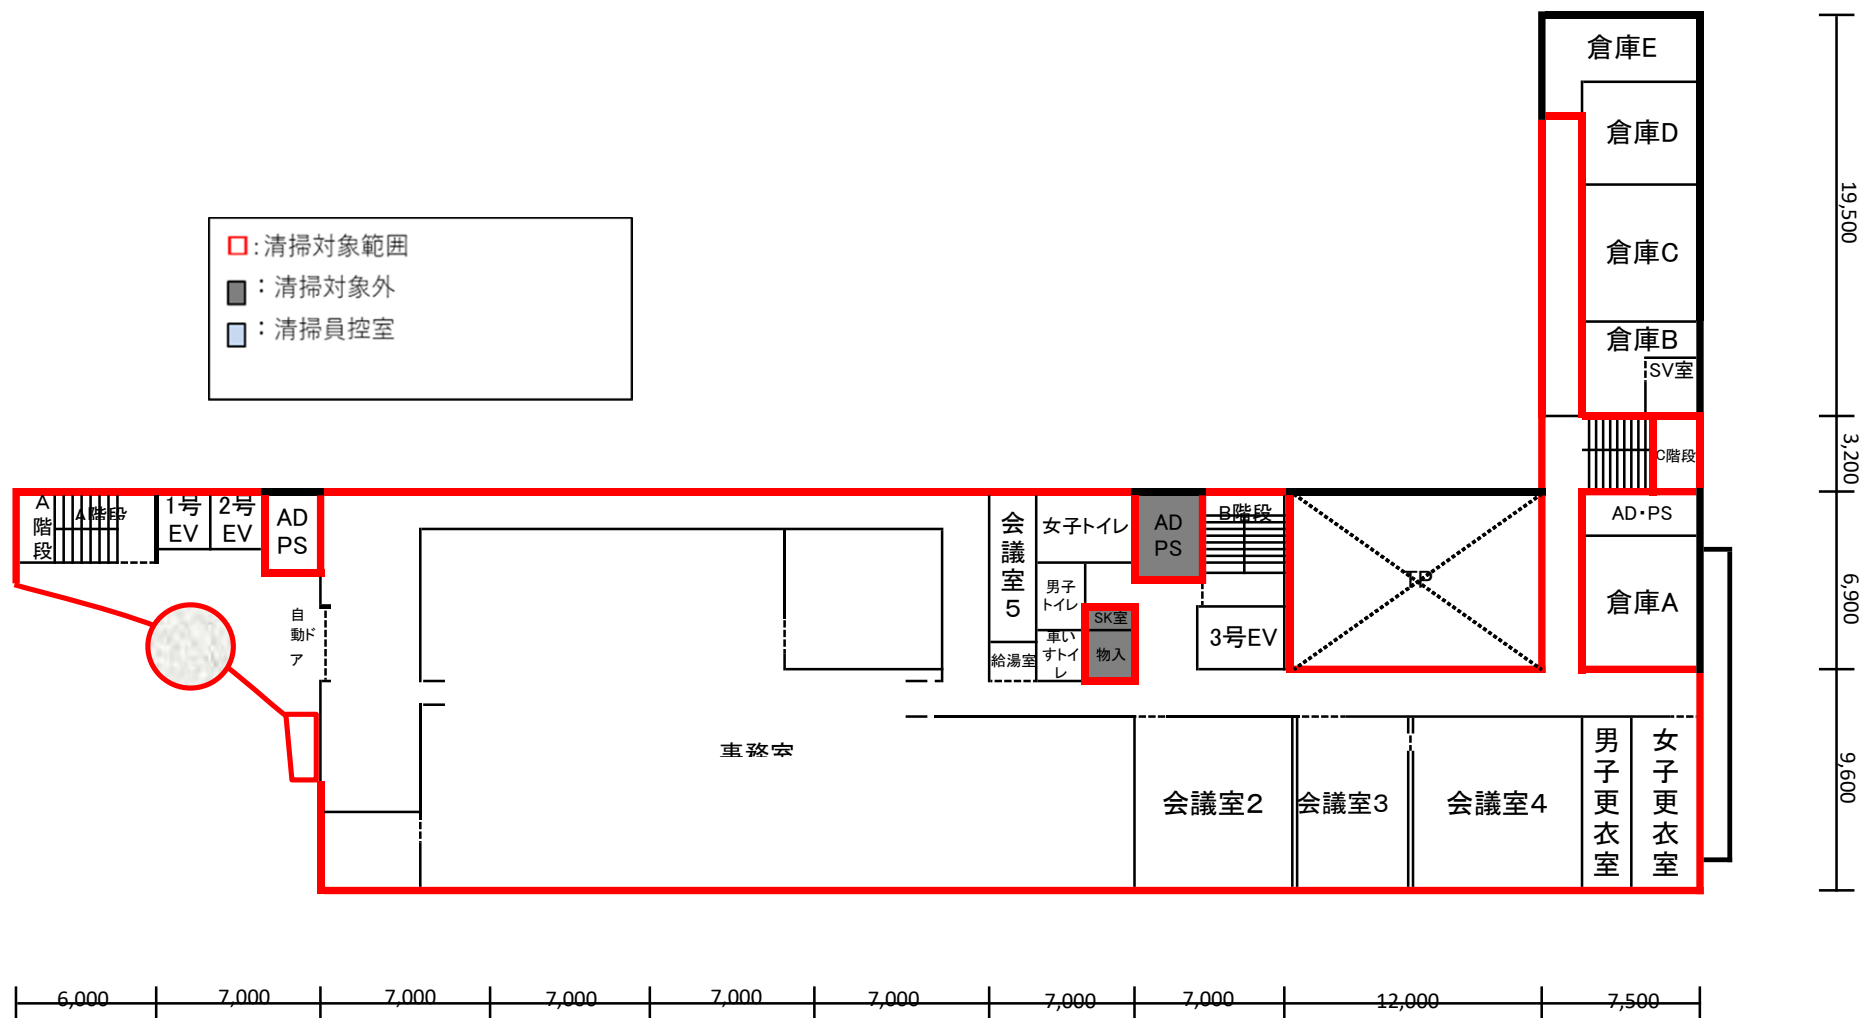 倉庫E
倉庫D
倉庫C
倉庫B
SV室
C階段
AD・PS
倉庫A
□:清掃対象範囲
:清掃対象外
:清掃員控室
A階段
A階段
1号
EV
2号
EV
AD
PS
自
動ド
ア
会議室5
給湯室
女子トイレ
男子
トイレ
車い
すトイ
レ
SK室
物入
AD
PS
B階段
3号EV
TP
事務室
会議室2
会議室3
会議室4
男子更衣室
女子更衣室
19,500
3,200
6,900
9,600
6,000
7,000
7,000
7,000
7,000
7,000
7,000
7,000
12,000
7,500